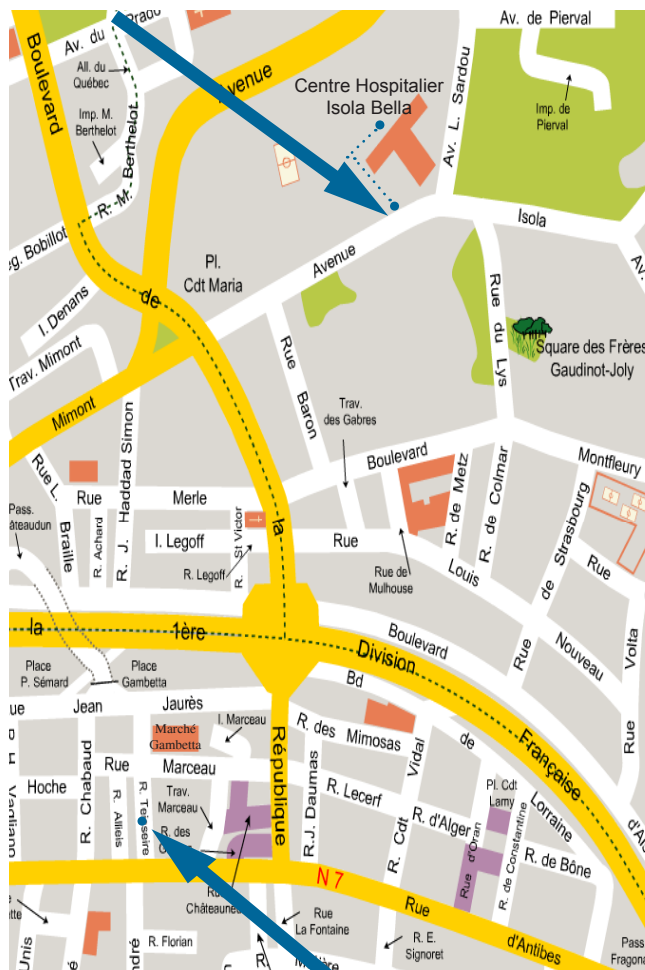 Av. de Pierval
Prado
Av. du
Boulevard
All. du
Québec
Avenue
Centre Hospitalier
Isola Bella
Av. L. Sardou
Imp. de
Pierval
Imp. M.
Berthelot
R. M. Berthelot
Isola
Bobillot
Avenue
Pl.
Cdt Maria
Av.
Rue du Lys
de
I. Denans
Square des Frères
Gaudinot-Joly
Trav. Mimont
Rue Baron
Mimont
Trav.
des Gabres
R. J. Haddad Simon
Boulevard
Montfleury
Rue L. Braille
R. de Metz
R. de Colmar
Rue
Merle
Pass.
R. Achard
R. St Victor
la
I. Legoff
Rue
Louis
Nouveau
R. Legoff
Rue de
Mulhouse
Rue de Strasbourg
Rue
Rue Volta
la
1ère
Division
Française
Boulevard
Place
P. Sémard
Place
Gambetta
Bd
de
Lorraine
Jean
Jaurès
I. Marceau
Marché
Gambetta
République
R. des
Mimosas
Hoche
R. Chabaud
Rue
Marceau
R. Allieis
R. Teisseire
Trav.
Marceau
R. des
R.J. Daumas
R. Lecerf
R. Cdt Vidal
R. d'Alger
Rue d'Oran
Pl. Cdt
Lamy
R. de Constantine
R. de Bône
N 7
Rue
d'Antibes
Rue
La Fontaine
R. Florian
R. E.
Signoret
Pass.